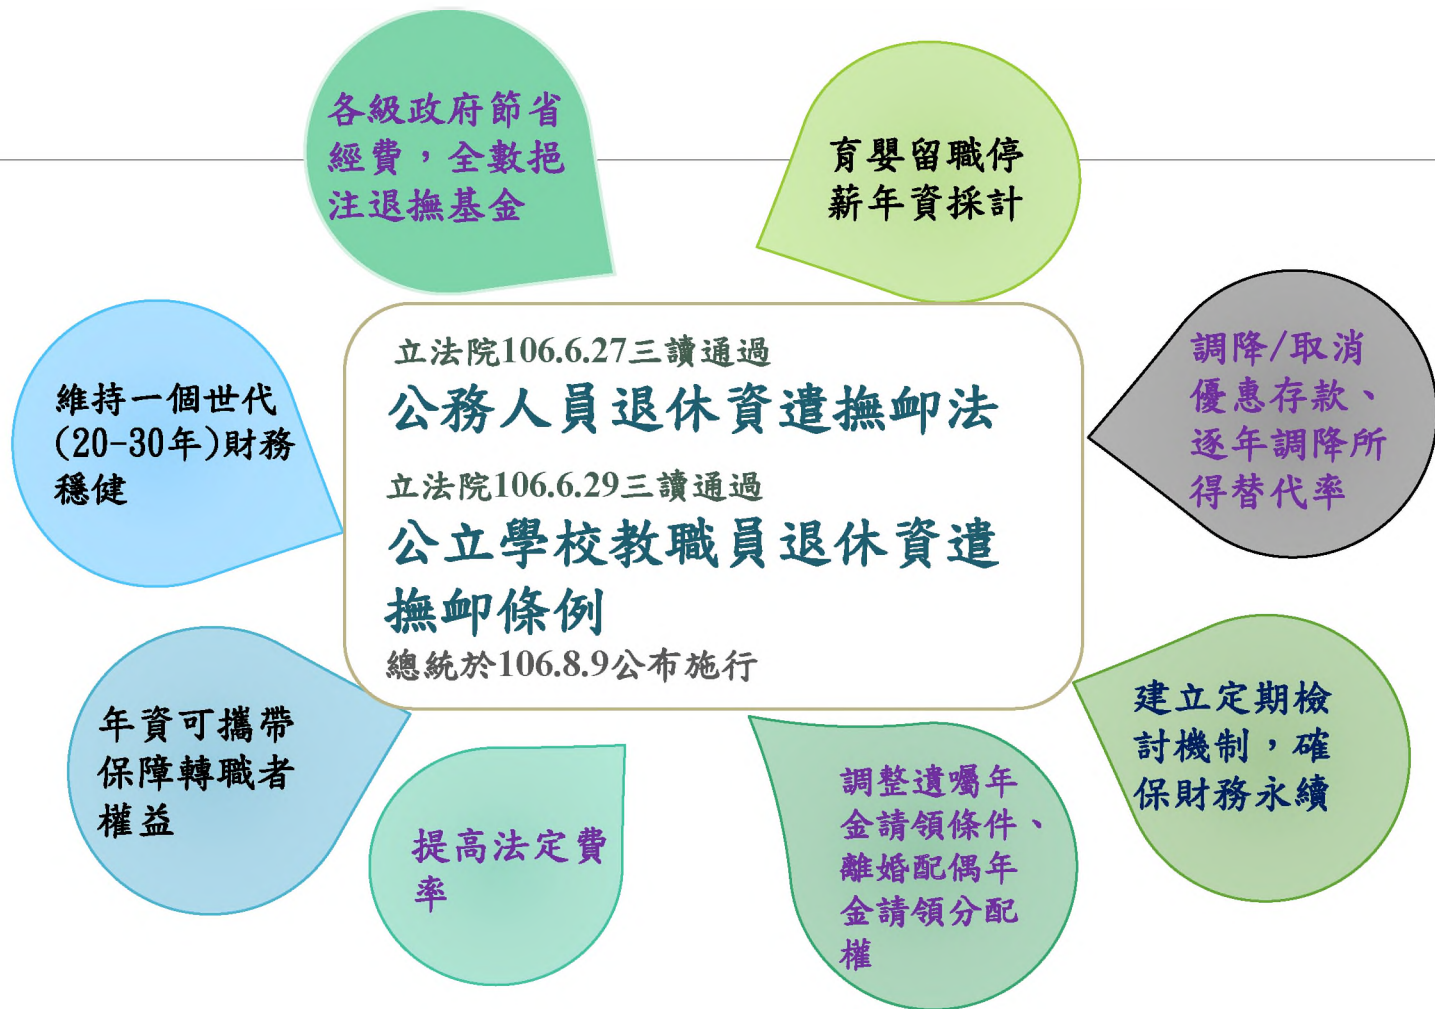 各級政府節省
經費，全數挹
注退撫基金
育嬰留職停
薪年資採計
維持一個世代
(20-30年)財務
穩健
立法院106.6.27三讀通過
公務人員退休資遣撫卹法
立法院106.6.29三讀通過
公立學校教職員退休資遣
撫卹條例
總統於106.8.9公布施行
調降/取消
優惠存款、
逐年調降所
得替代率
年資可攜帶
保障轉職者
權益
提高法定費
率
調整遺囑年
金請領條件、
離婚配偶年
金請領分配
權
建立定期檢
討機制，確
保財務永續